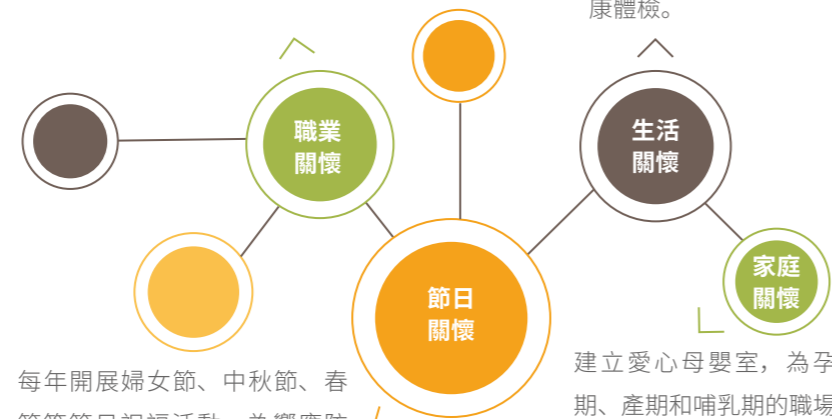 康體檢。
職業
關懷
生活
關懷
節日
關懷
家庭
關懷
每年開展婦女節、中秋節、春
建立愛心母嬰室，為孕
期、產期和哺乳期的職場